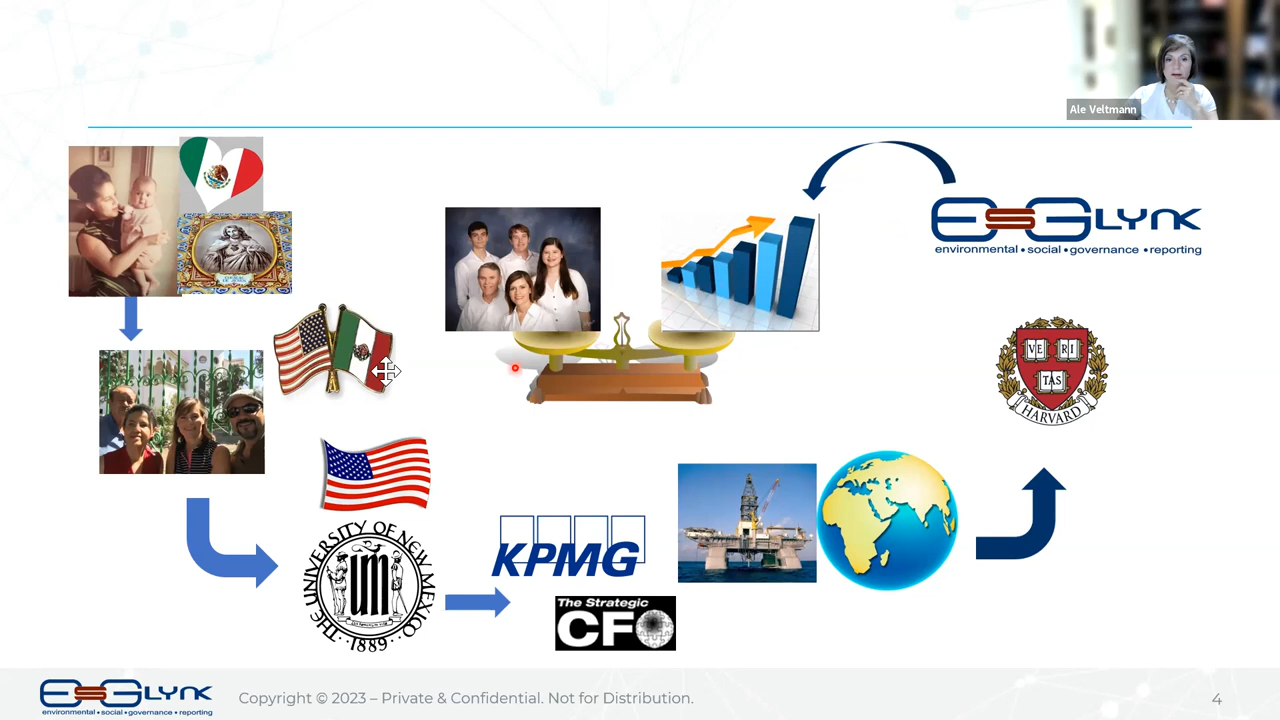 Ale Veltmann
ESGLYNK
environmental • social • governance • reporting
VE RI
TAS
HARVARD
THE UNIVERSITY OF NEW MEXICO
·1889·
KPMG
The Strategic
CFO
ESGLYNK
environmental • social • governance • reporting
Copyright © 2023 – Private & Confidential. Not for Distribution.
4